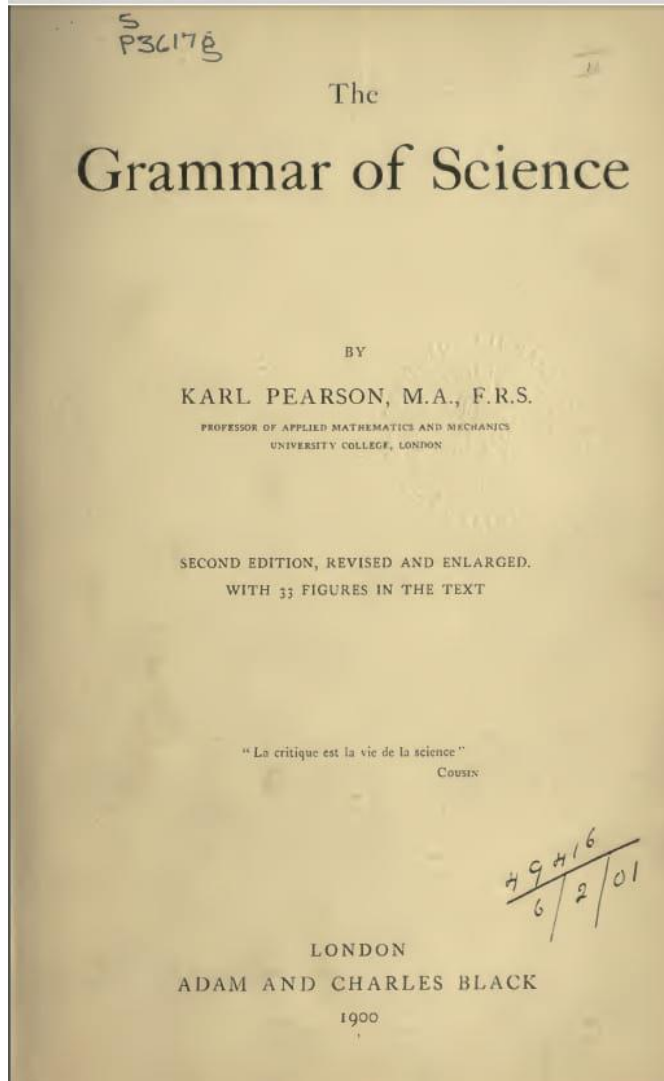 S
P3617g
The
Grammar of Science
BY
KARL PEARSON, M.A., F.R.S.
PROFESSOR OF APPLIED MATHEMATICS AND MECHANICS
UNIVERSITY COLLEGE, LONDON
SECOND EDITION, REVISED AND ENLARGED.
WITH 33 FIGURES IN THE TEXT
"La critique est la vie de la science"
COUSIN
49416
6/2/01
LONDON
ADAM AND CHARLES BLACK
1900